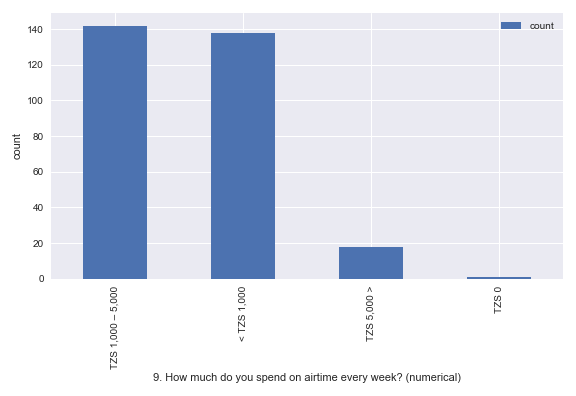 count
140
120
100
80
60
40
20
0
count
TZS 1,000 – 5,000
< TZS 1,000
TZS 5,000 >
TZS 0
9. How much do you spend on airtime every week? (numerical)